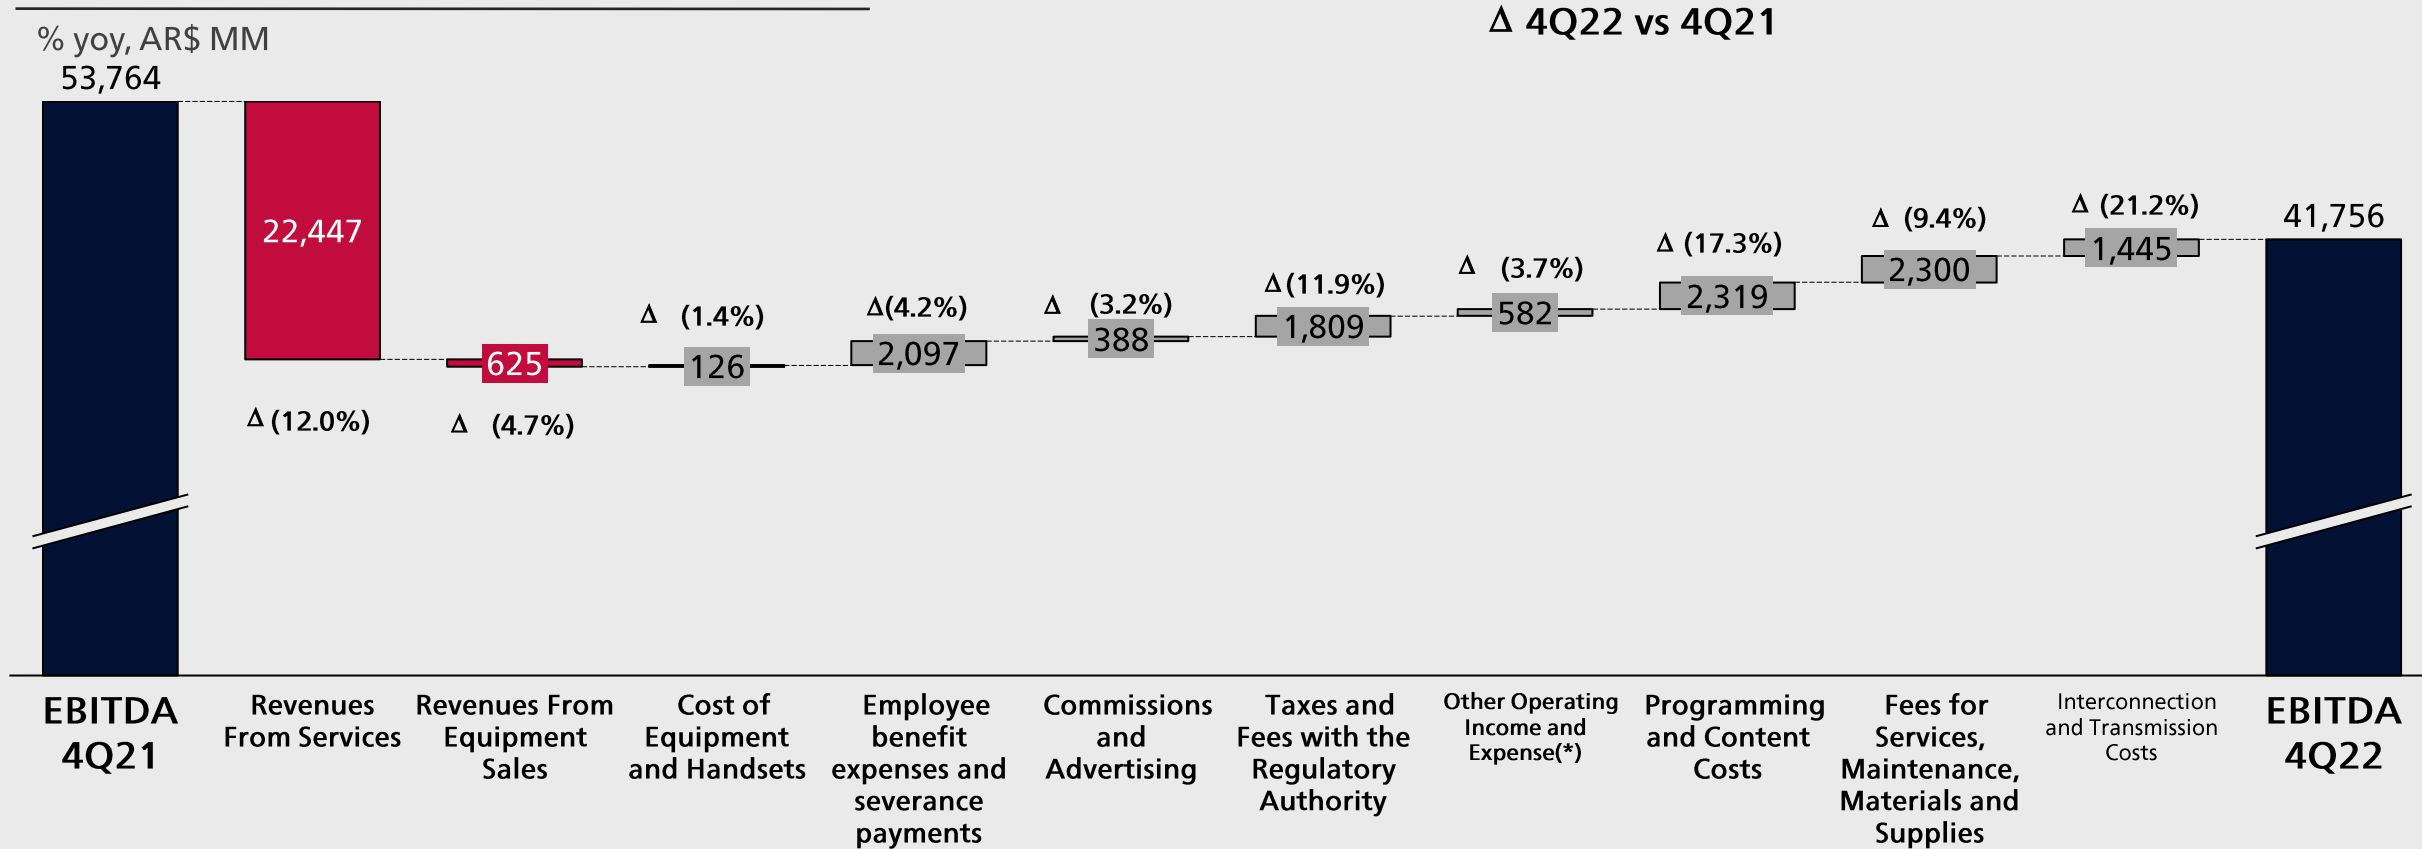 Δ 4Q22 vs 4Q21
% yoy, AR$ MM
53,764
22,447
Δ (12.0%)
625
Δ (4.7%)
Δ (1.4%)
126
Δ(4.2%)
2,097
Δ (3.2%)
388
Δ (11.9%)
1,809
Δ (3.7%)
582
Δ (17.3%)
2,319
Δ (9.4%)
2,300
Δ (21.2%)
1,445
41,756
EBITDA
4Q21
Revenues
From Services
Revenues From
Equipment
Sales
Cost of
Equipment
and Handsets
Employee
benefit
expenses and
severance
payments
Commissions
and
Advertising
Taxes and
Fees with the
Regulatory
Authority
Other Operating
Income and
Expense(*)
Programming
and Content
Costs
Fees for
Services,
Maintenance,
Materials and
Supplies
Interconnection
and Transmission
Costs
EBITDA
4Q22